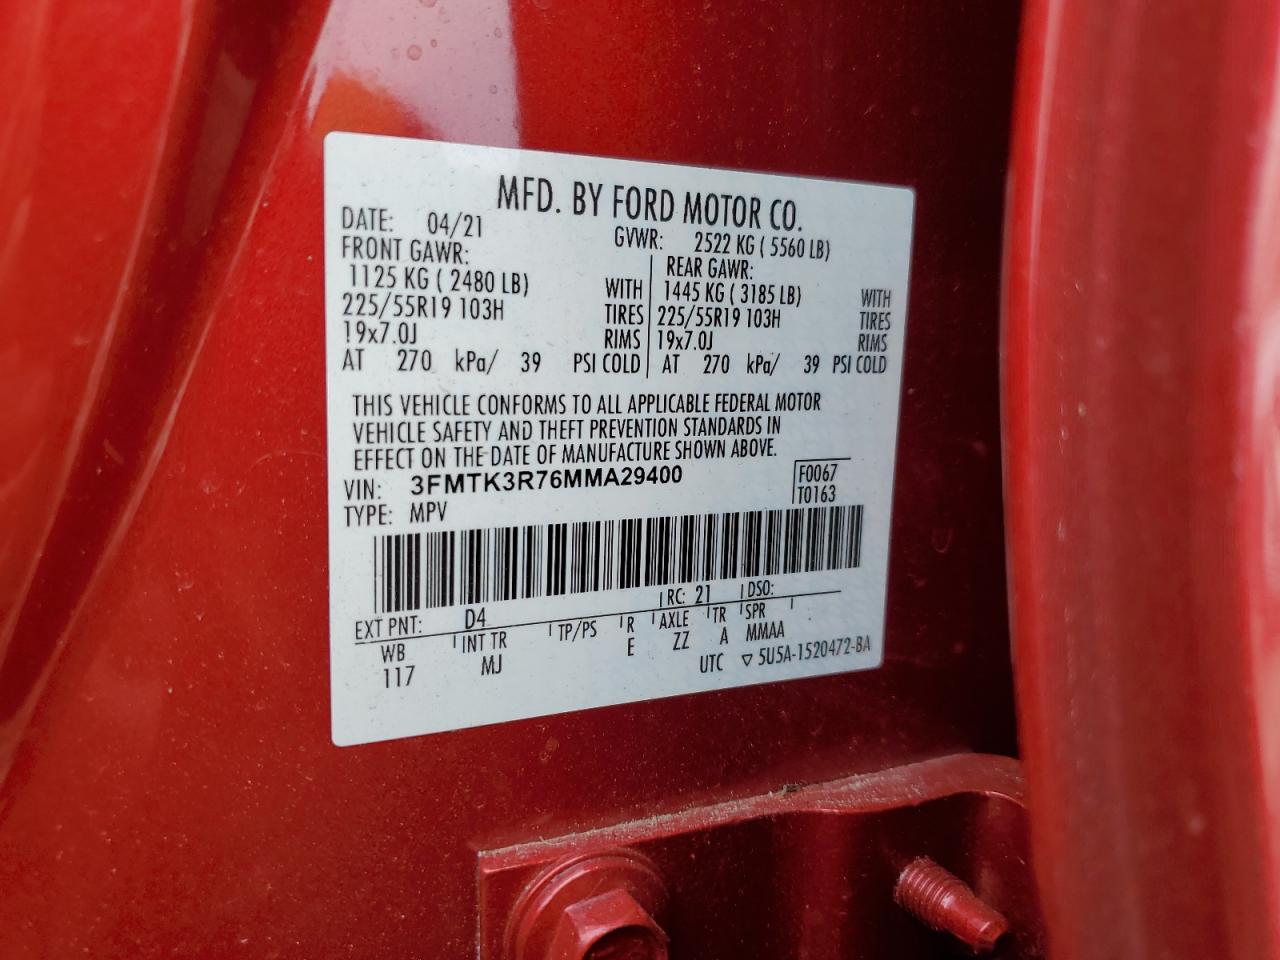 MFD. BY FORD MOTOR CO.
DATE: 04/21 GVWR: 2522 KG ( 5560 LB)
FRONT GAWR: REAR GAWR:
1125 KG ( 2480 LB) WITH 1445 KG ( 3185 LB) WITH
225/55R19 103H TIRES 225/55R19 103H TIRES
19x7.0J RIMS 19x7.0J RIMS
AT 270 kPa/ 39 PSI COLD AT 270 kPa/ 39 PSI COLD
THIS VEHICLE CONFORMS TO ALL APPLICABLE FEDERAL MOTOR
VEHICLE SAFETY AND THEFT PREVENTION STANDARDS IN
EFFECT ON THE DATE OF MANUFACTURE SHOWN ABOVE.
VIN: 3FMTK3R76MMA29400 F0067
TYPE: MPV T0163
EXT PNT: D4 RC: 21 DSO:
WB INT TR TP/PS R AXLE TR SPR
117 MJ E ZZ A MMAA
UTC ▽ 5U5A-1520472-BA